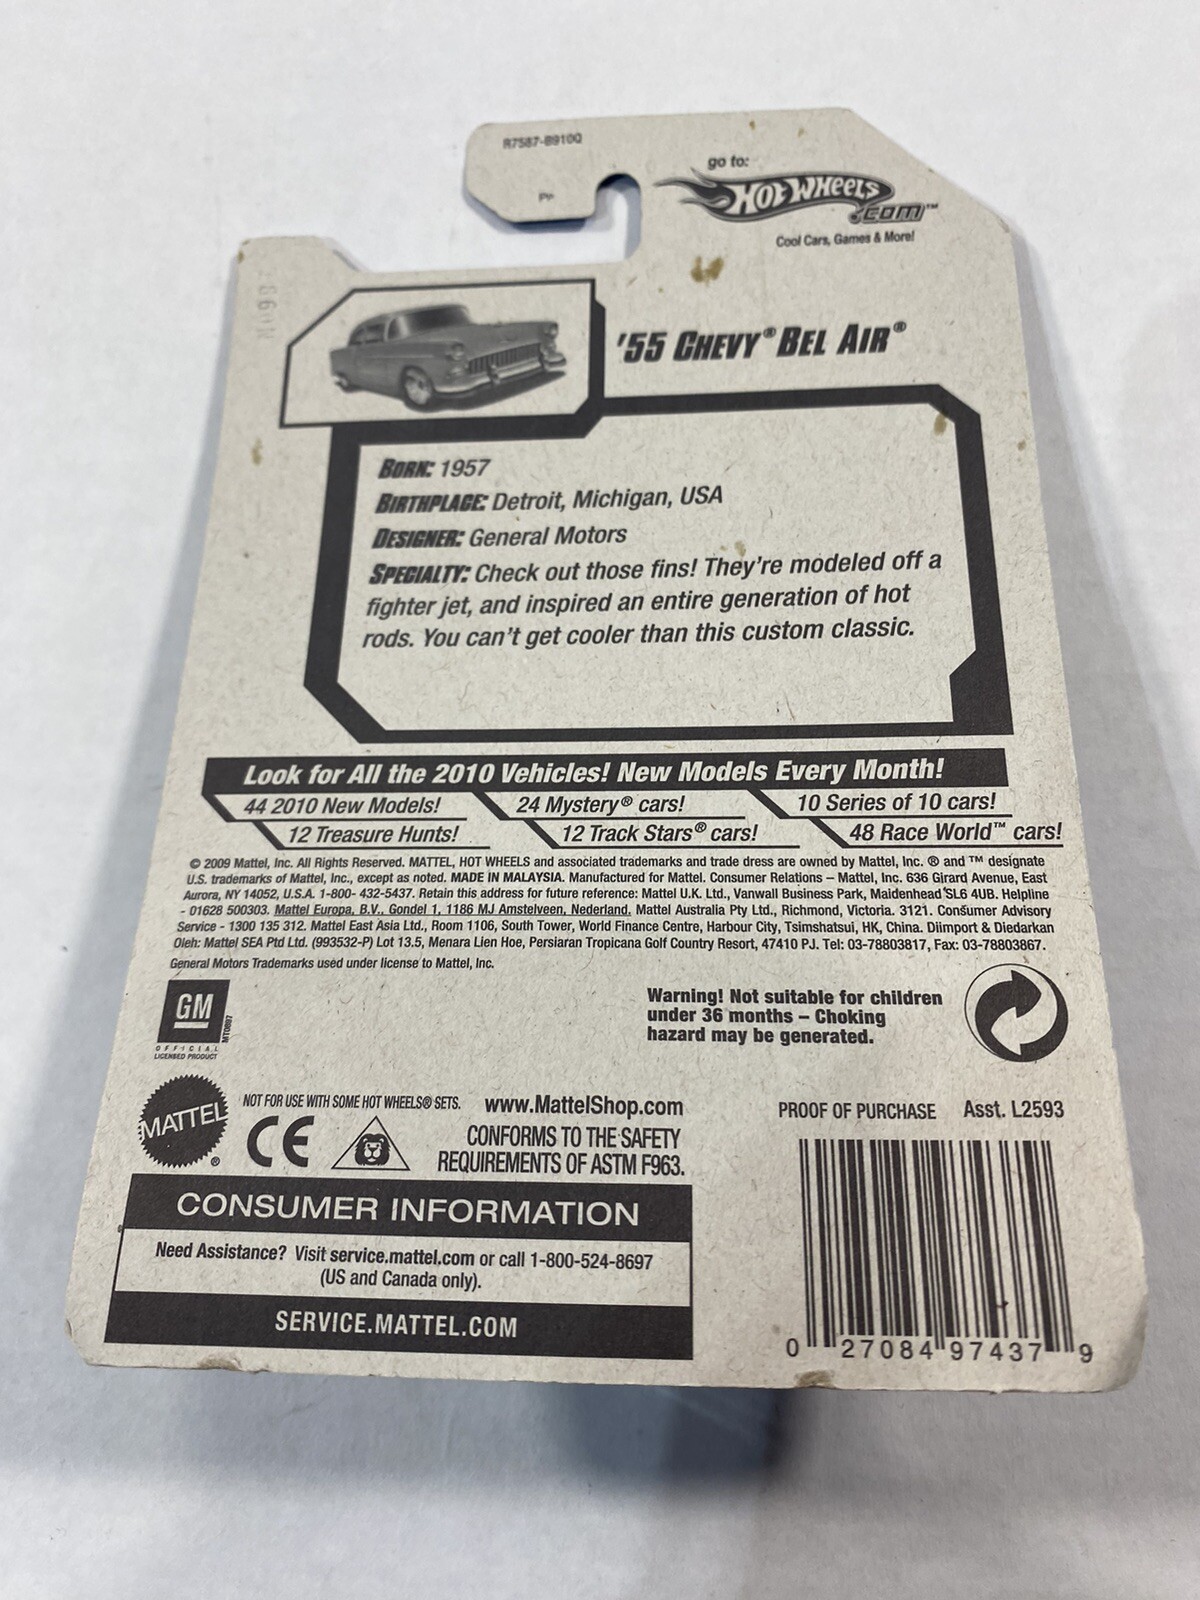 R7587-B910Q
go to:
HOT WHEELS
.COM™
Cool Cars, Games & More!
'55 CHEVY® BEL AIR®
BORN: 1957
BIRTHPLACE: Detroit, Michigan, USA
DESIGNER: General Motors
SPECIALTY: Check out those fins! They're modeled off a
fighter jet, and inspired an entire generation of hot
rods. You can't get cooler than this custom classic.
Look for All the 2010 Vehicles! New Models Every Month!
44 2010 New Models! 24 Mystery® cars! 10 Series of 10 cars!
12 Treasure Hunts! 12 Track Stars® cars! 48 Race World™ cars!
© 2009 Mattel, Inc. All Rights Reserved. MATTEL, HOT WHEELS and associated trademarks and trade dress are owned by Mattel, Inc. ® and ™ designate
U.S. trademarks of Mattel, Inc., except as noted. MADE IN MALAYSIA. Manufactured for Mattel. Consumer Relations – Mattel, Inc. 636 Girard Avenue, East
Aurora, NY 14052, U.S.A. 1-800- 432-5437. Retain this address for future reference: Mattel U.K. Ltd., Vanwall Business Park, Maidenhead SL6 4UB. Helpline
- 01628 500303. Mattel Europa, B.V., Gondel 1, 1186 MJ Amstelveen, Nederland. Mattel Australia Pty Ltd., Richmond, Victoria. 3121. Consumer Advisory
Service - 1300 135 312. Mattel East Asia Ltd., Room 1106, South Tower, World Finance Centre, Harbour City, Tsimshatsui, HK, China. Diimport & Diedarkan
Oleh: Mattel SEA Ptd Ltd. (993532-P) Lot 13.5, Menara Lien Hoe, Persiaran Tropicana Golf Country Resort, 47410 PJ. Tel: 03-78803817, Fax: 03-78803867.
General Motors Trademarks used under license to Mattel, Inc.
GM
MT0897
OFFICIAL
LICENSED PRODUCT
Warning! Not suitable for children
under 36 months – Choking
hazard may be generated.
MATTEL®
NOT FOR USE WITH SOME HOT WHEELS® SETS.
CE
www.MattelShop.com
CONFORMS TO THE SAFETY
REQUIREMENTS OF ASTM F963.
PROOF OF PURCHASE Asst. L2593
CONSUMER INFORMATION
Need Assistance? Visit service.mattel.com or call 1-800-524-8697
(US and Canada only).
SERVICE.MATTEL.COM
0 27084 97437 9